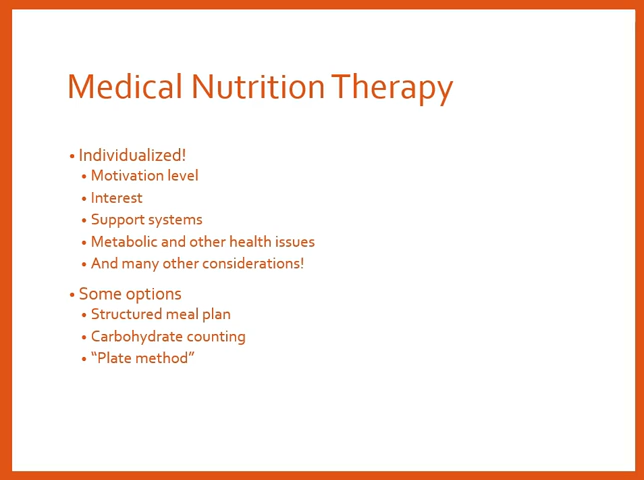 Medical Nutrition Therapy
• Individualized!
• Motivation level
• Interest
• Support systems
• Metabolic and other health issues
• And many other considerations!
• Some options
• Structured meal plan
• Carbohydrate counting
• “Plate method”